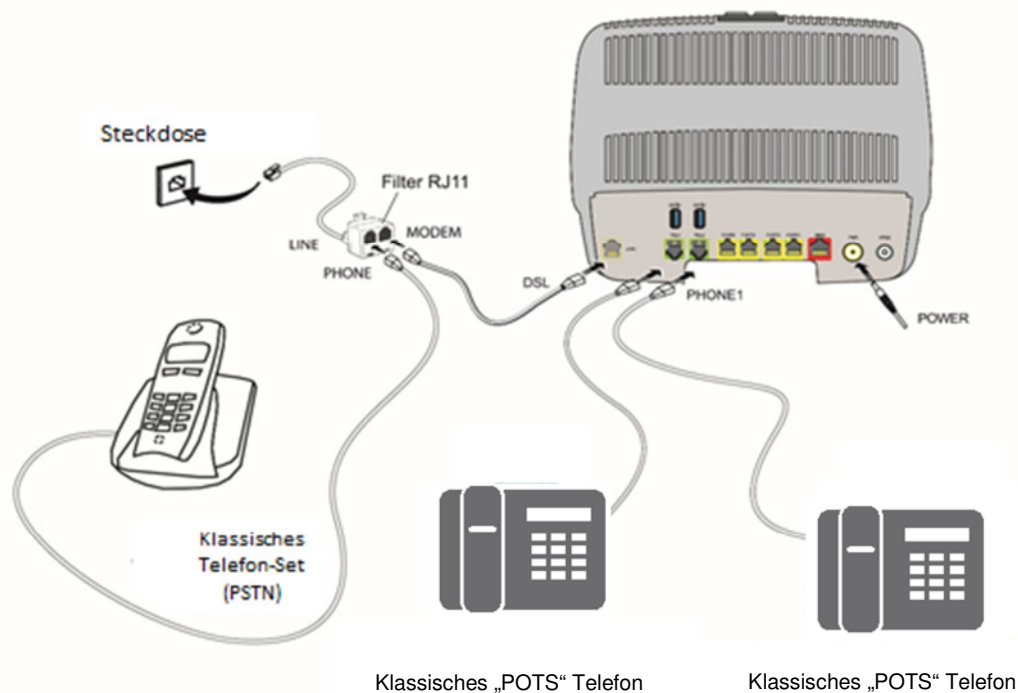 Steckdose
Filter RJ11
LINE
MODEM
PHONE
DSL
PHONE1
POWER
Klassisches
Telefon-Set
(PSTN)
Klassisches „POTS“ Telefon
Klassisches „POTS“ Telefon